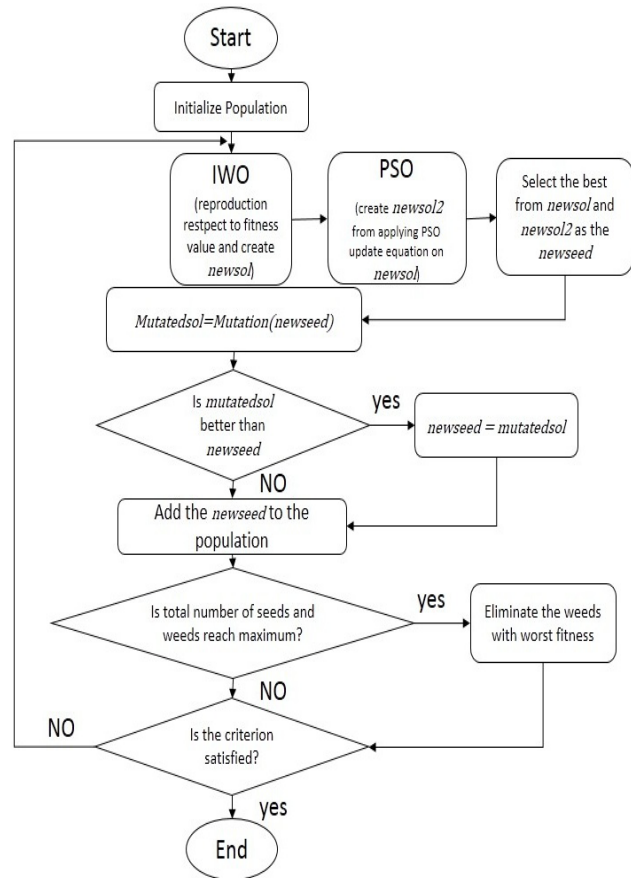 Start
Initialize Population
IWO
(reproduction
restpect to fitness
value and create
newsol)
PSO
(create newsol2
from applying PSO
update equation on
newsol)
Select the best
from newsol and
newsol2 as the
newseed
Mutatedsol=Mutation(newseed)
Is mutatedsol
better than
newseed
yes
newseed = mutatedsol
NO
Add the newseed to the
population
Is total number of seeds and
weeds reach maximum?
yes
Eliminate the weeds
with worst fitness
NO
Is the criterion
satisfied?
NO
yes
End